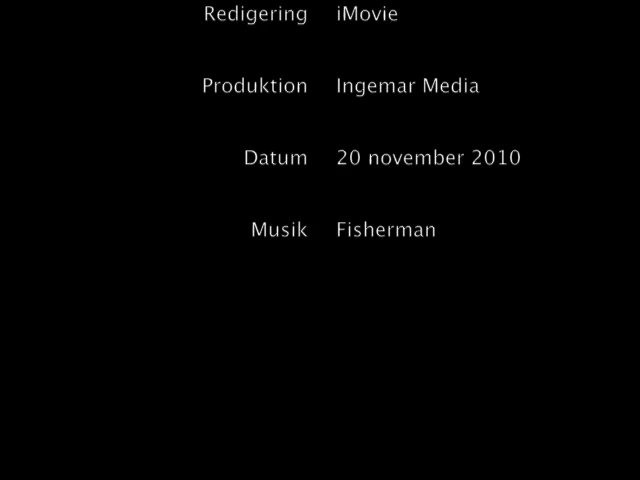 Redigering iMovie
Produktion Ingemar Media
Datum 20 november 2010
Musik Fisherman